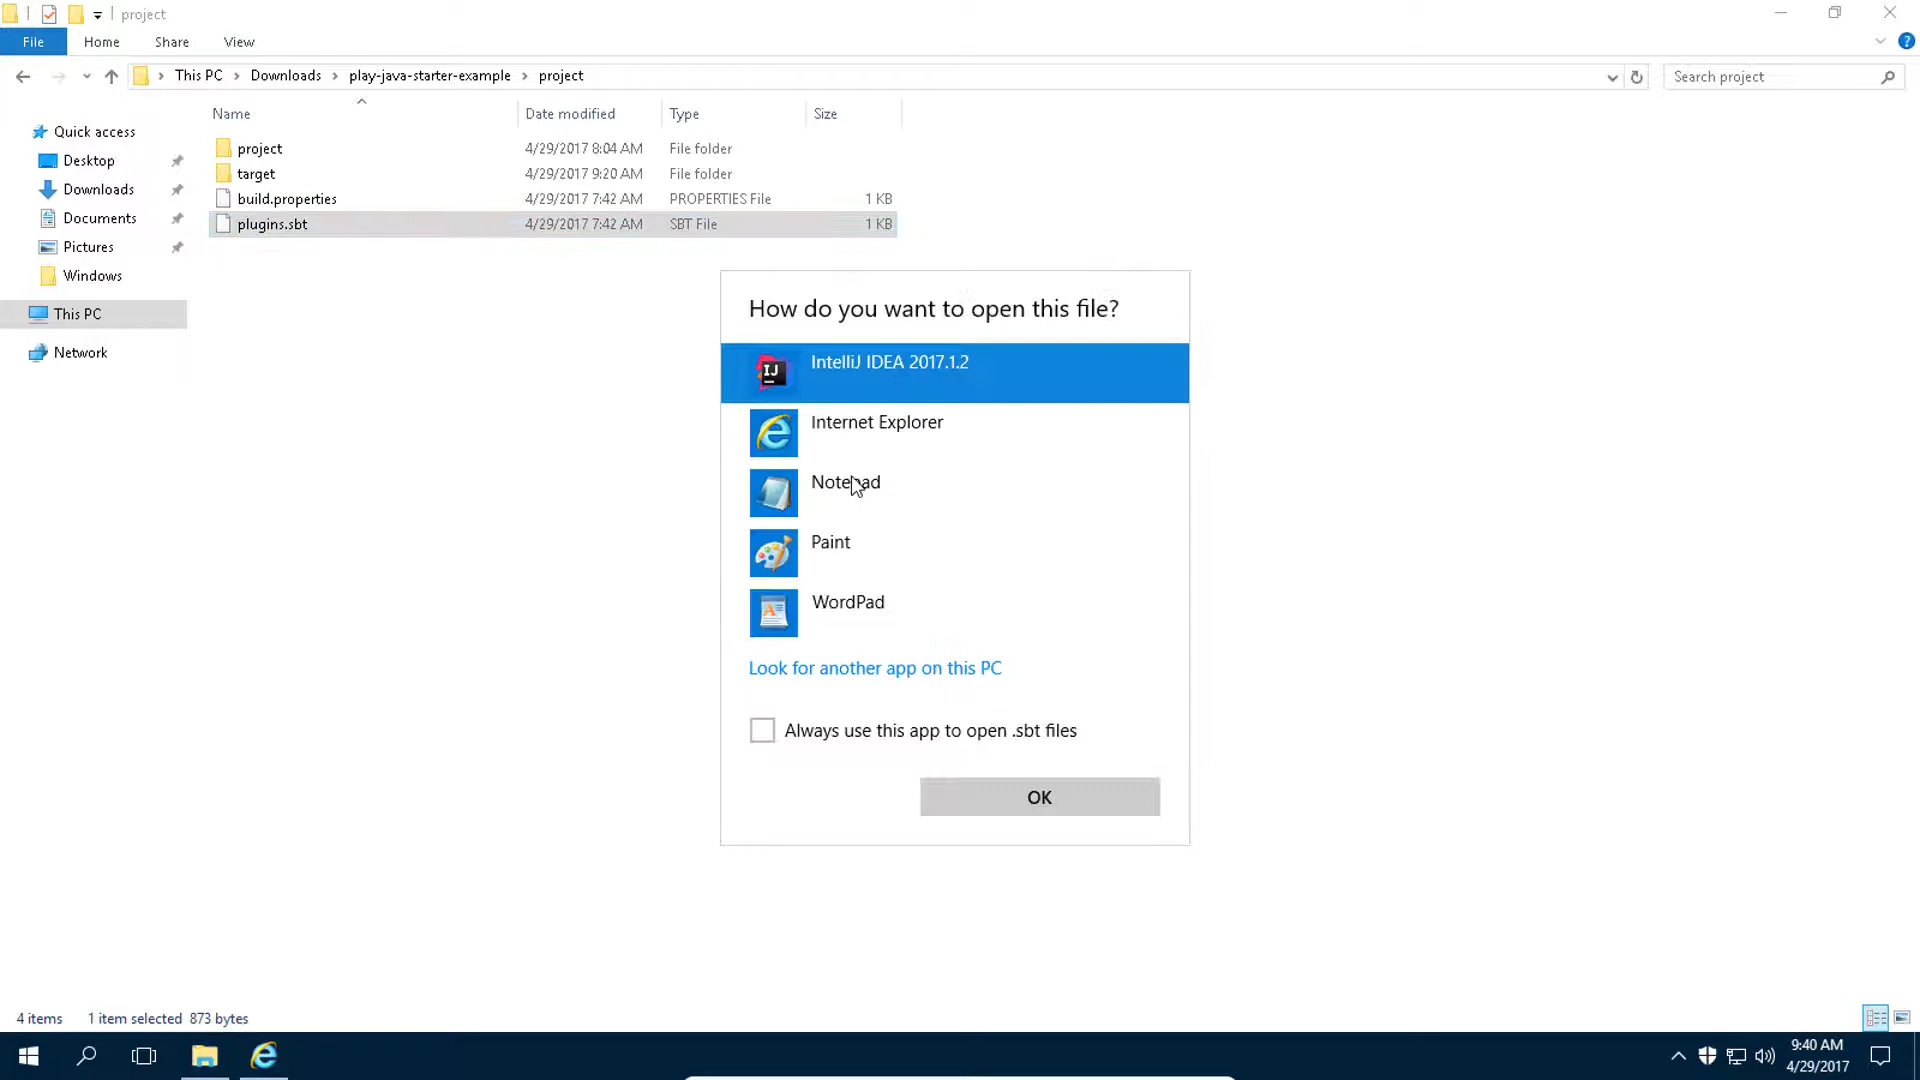 project
File Home Share View
This PC Downloads play-java-starter-example project
Search project
Name Date modified Type Size
Quick access
Desktop
Downloads
Documents
Pictures
Windows
This PC
Network
project 4/29/2017 8:04 AM File folder
target 4/29/2017 9:20 AM File folder
build.properties 4/29/2017 7:42 AM PROPERTIES File 1 KB
plugins.sbt 4/29/2017 7:42 AM SBT File 1 KB
How do you want to open this file?
IJ
IntelliJ IDEA 2017.1.2
Internet Explorer
Notepad
Paint
WordPad
Look for another app on this PC
Always use this app to open .sbt files
OK
4 items 1 item selected 873 bytes
9:40 AM
4/29/2017